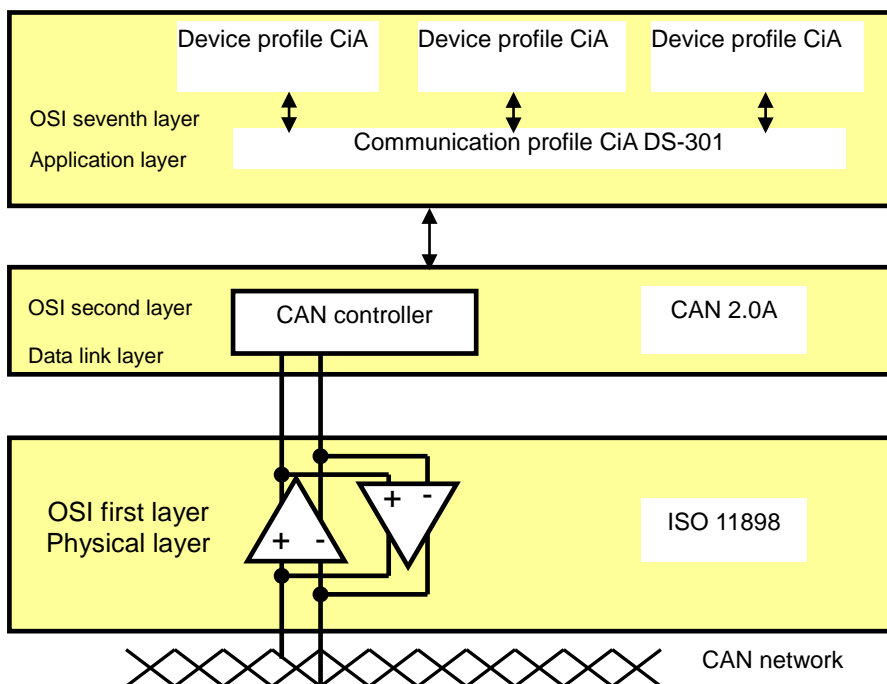 Device profile CiA
Device profile CiA
Device profile CiA
OSI seventh layer
Application layer
Communication profile CiA DS-301
OSI second layer
Data link layer
CAN controller
CAN 2.0A
OSI first layer
Physical layer
+ -
+ -
ISO 11898
CAN network